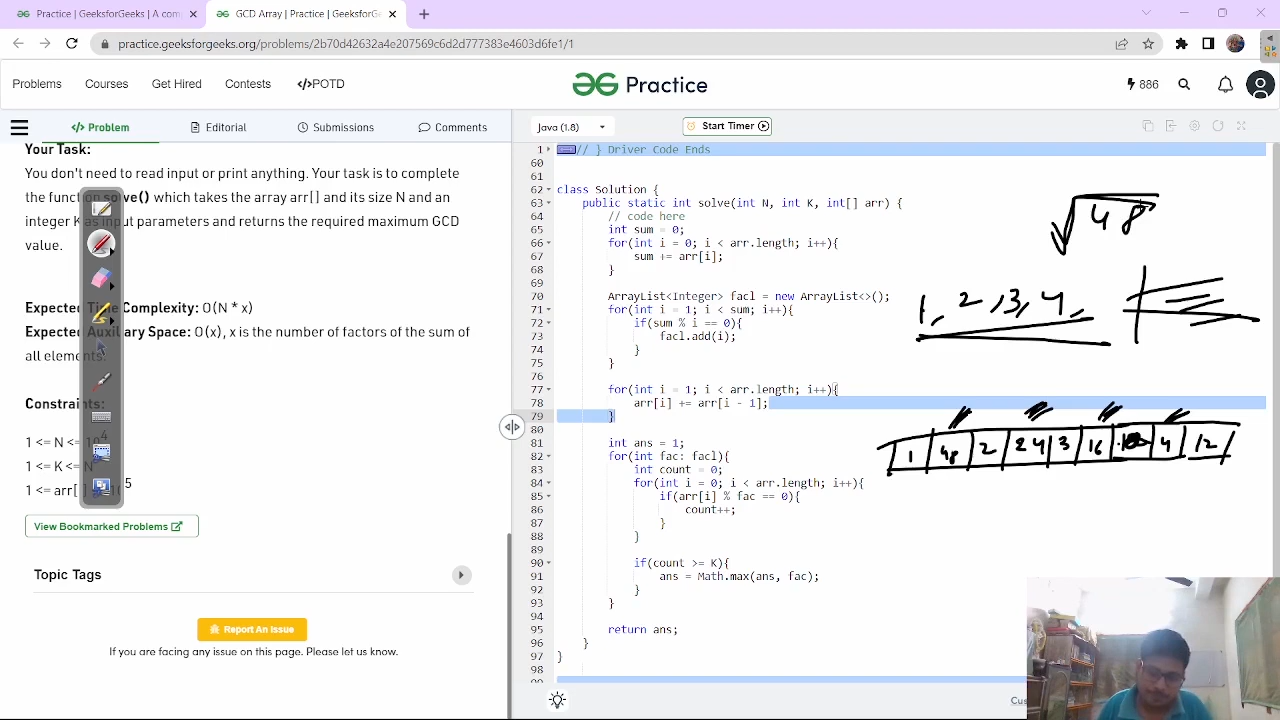 Practice | GeeksforGeeks | A com
GCD Array | Practice | GeeksforGe
practice.geeksforgeeks.org/problems/2b70d42632a4e207569c6d2d777383e4603d6fe1/1
Problems
Courses
Get Hired
Contests
</>POTD
Practice
886
</> Problem
Editorial
Submissions
Comments
Java (1.8)
Start Timer
Your Task:
You don't need to read input or print anything. Your task is to complete
the function solve() which takes the array arr[] and its size N and an
integer K as input parameters and returns the required maximum GCD
value.
Expected Time Complexity: O(N * x)
Expected Auxiliary Space: O(x), x is the number of factors of the sum of
all elements.
Constraints:
1 <= N <= 10^4
1 <= K <= N
1 <= arr[ 10^5
View Bookmarked Problems
Topic Tags
Report An Issue
If you are facing any issue on this page. Please let us know.
1 // } Driver Code Ends
60
61
62 class Solution {
63 public static int solve(int N, int K, int[] arr) {
64 // code here
65 int sum = 0;
66 for(int i = 0; i < arr.length; i++){
67 sum += arr[i];
68 }
69
70 ArrayList<Integer> facl = new ArrayList<>();
71 for(int i = 1; i < sum; i++){
72 if(sum % i == 0){
73 facl.add(i);
74 }
75 }
76
77 for(int i = 1; i < arr.length; i++){
78 arr[i] += arr[i - 1];
79 }
80
81 int ans = 1;
82 for(int fac: facl){
83 int count = 0;
84 for(int i = 0; i < arr.length; i++){
85 if(arr[i] % fac == 0){
86 count++;
87 }
88 }
89
90 if(count >= K){
91 ans = Math.max(ans, fac);
92 }
93 }
94
95 return ans;
96 }
97 }
98
√48
1, 2, 3, 4,
1 48 2 24 3 16 4 12
Cus